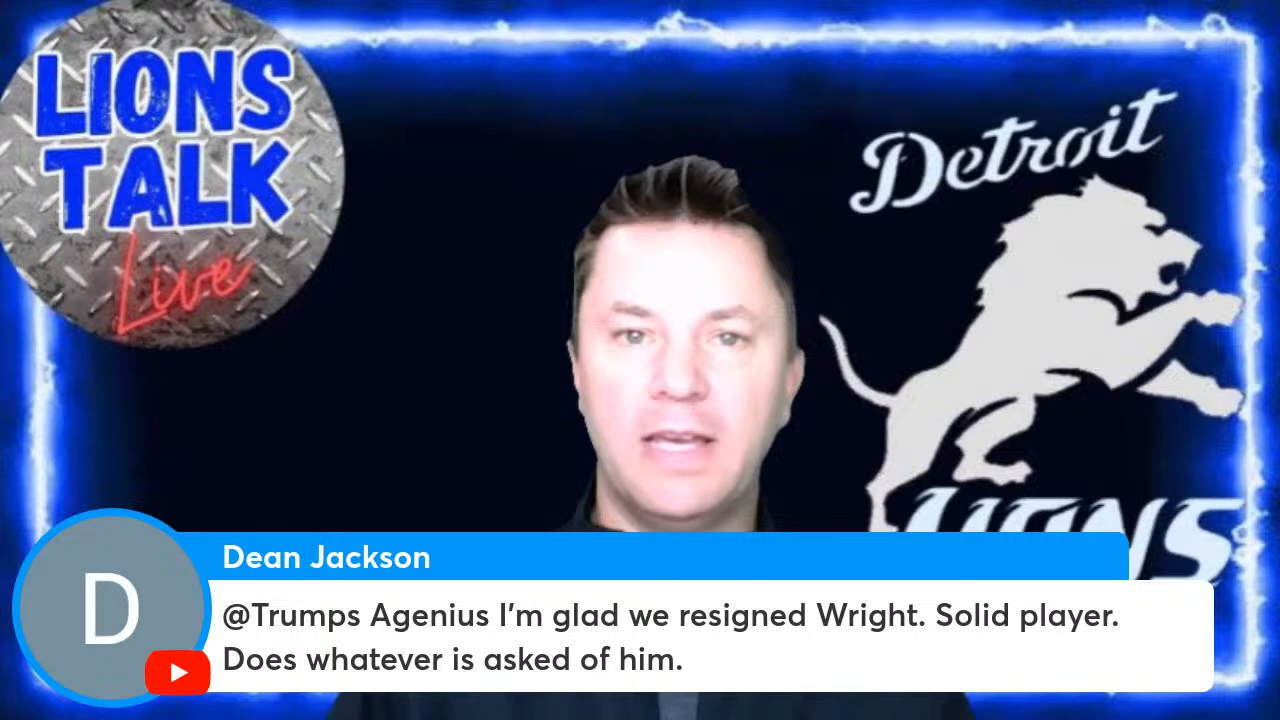 LIONS
TALK
Live
Detroit
LIONS
D
Dean Jackson
@Trumps Agenius I'm glad we resigned Wright. Solid player.
Does whatever is asked of him.